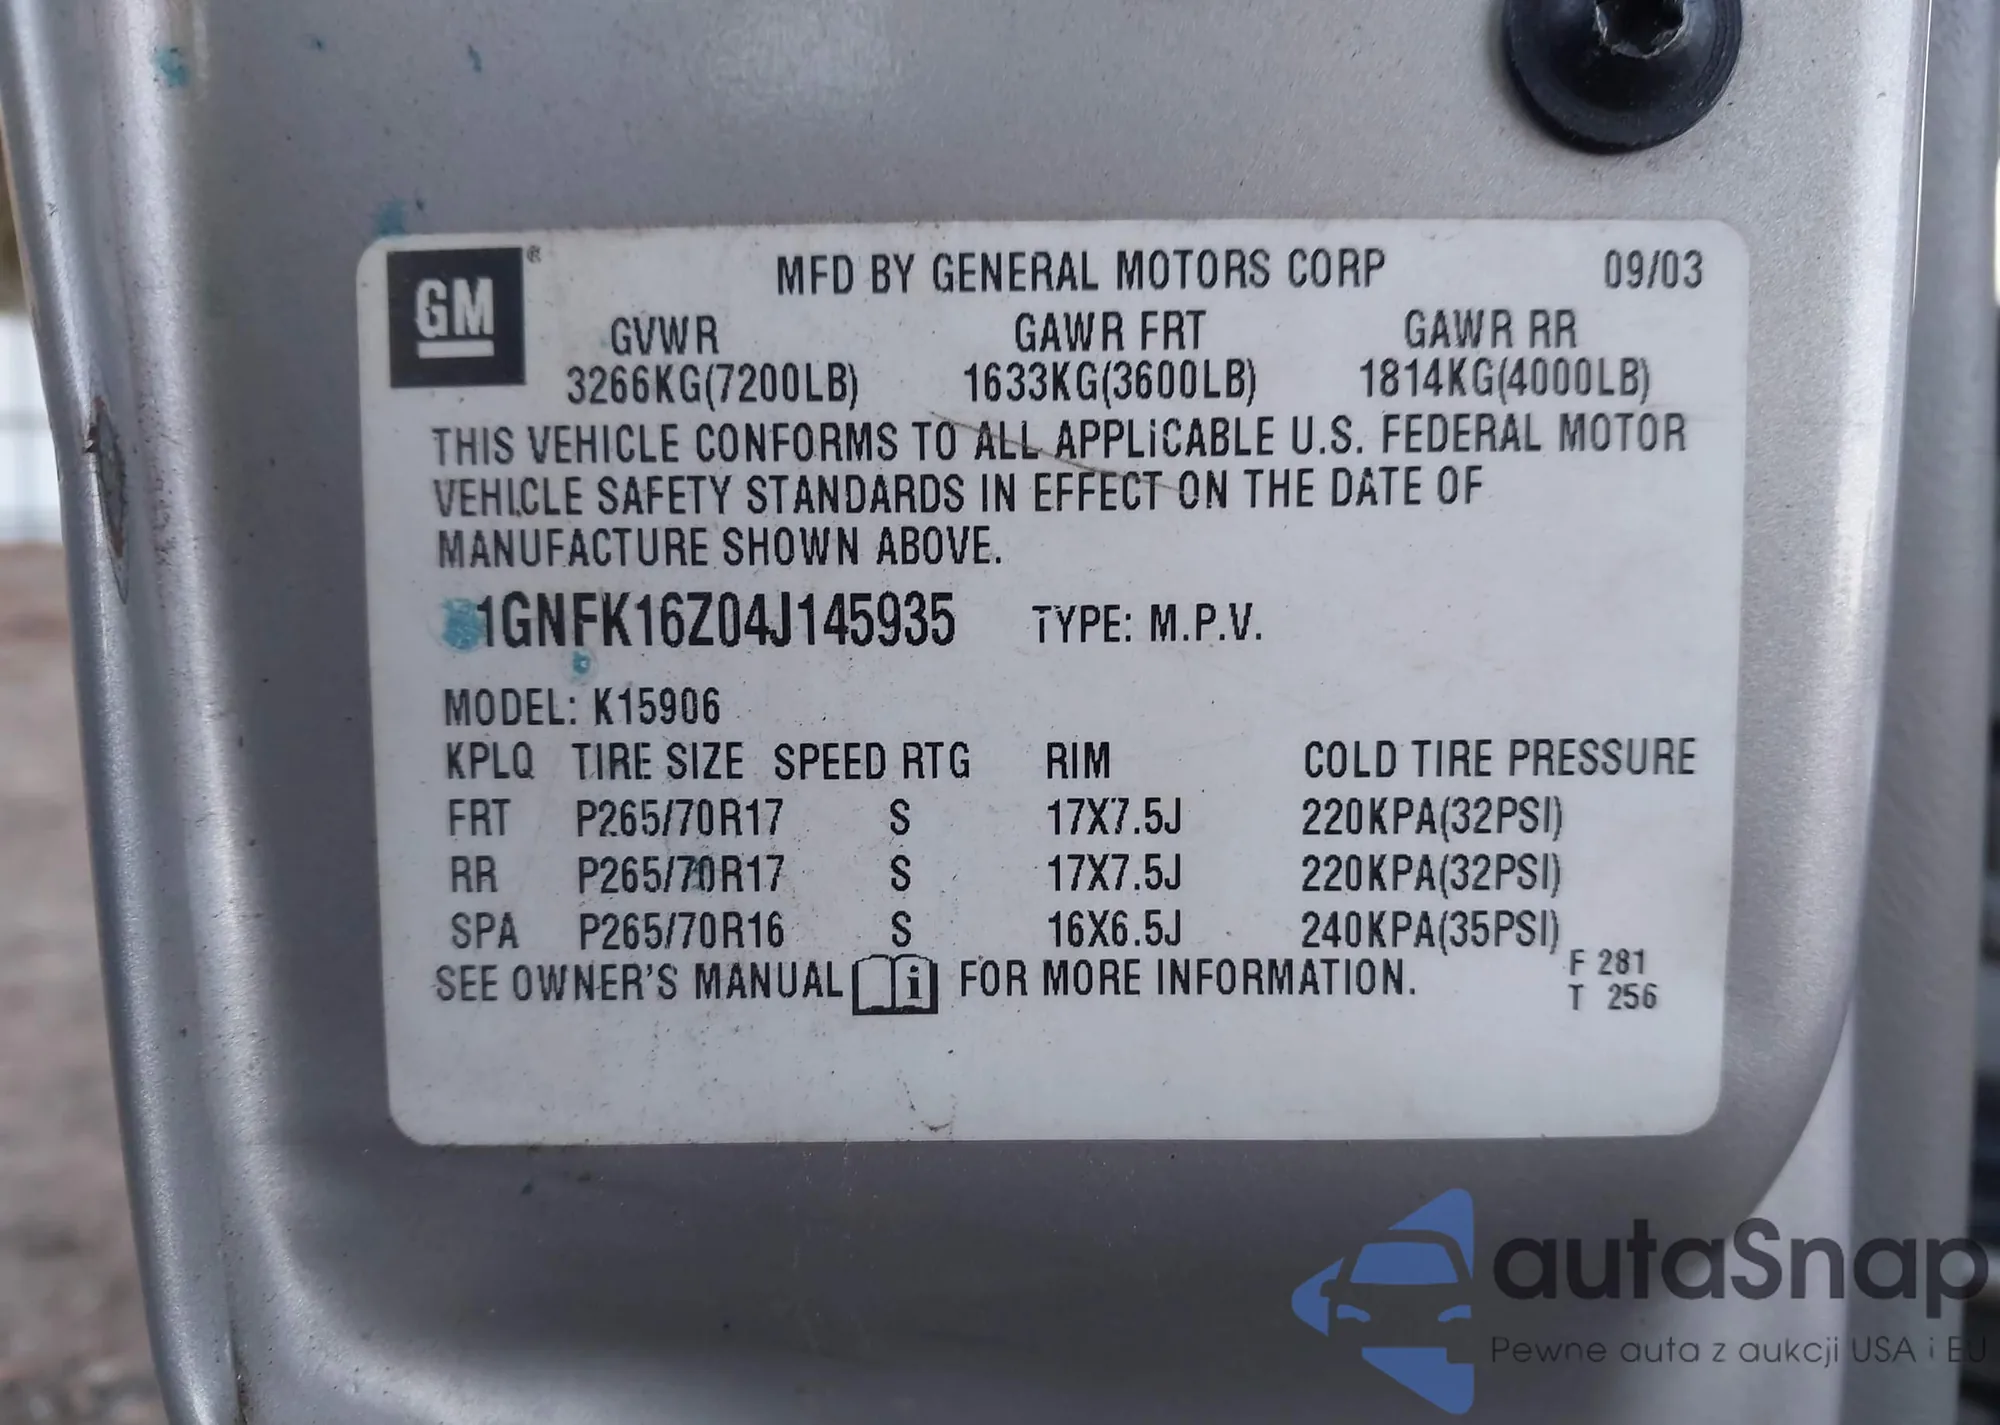 GM®
MFD BY GENERAL MOTORS CORP 09/03
GVWR GAWR FRT GAWR RR
3266KG(7200LB) 1633KG(3600LB) 1814KG(4000LB)
THIS VEHICLE CONFORMS TO ALL APPLiCABLE U.S. FEDERAL MOTOR
VEHICLE SAFETY STANDARDS IN EFFECT ON THE DATE OF
MANUFACTURE SHOWN ABOVE.
1GNFK16Z04J145935 TYPE: M.P.V.
MODEL: K15906
KPLQ TIRE SIZE SPEED RTG RIM COLD TIRE PRESSURE
FRT P265/70R17 S 17X7.5J 220KPA(32PSI)
RR P265/70R17 S 17X7.5J 220KPA(32PSI)
SPA P265/70R16 S 16X6.5J 240KPA(35PSI)
SEE OWNER'S MANUAL i FOR MORE INFORMATION.
F 281
T 256
autaSnap
Pewne auta z aukcji USA i EU